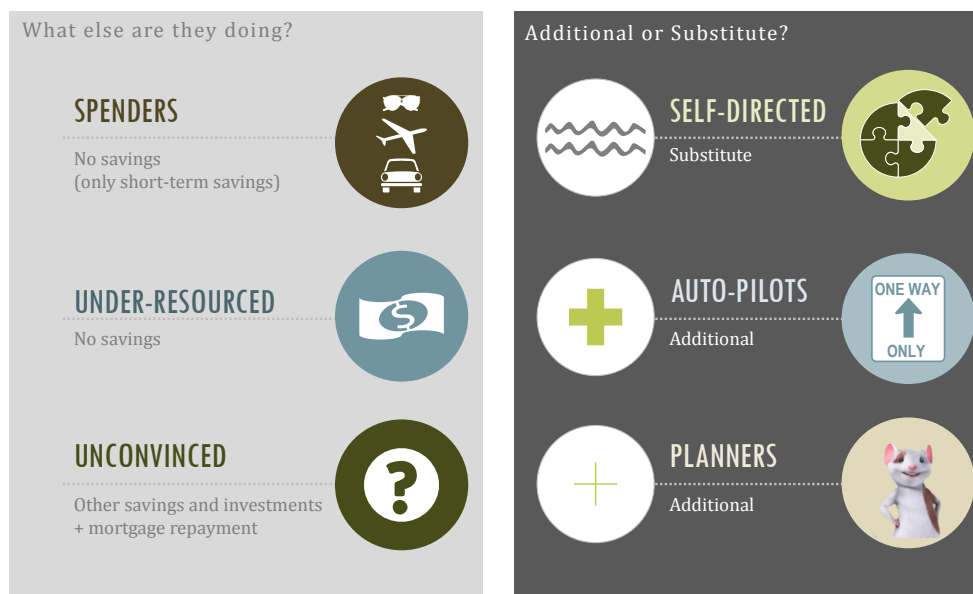 What else are they doing?
SPENDERS
No savings
(only short-term savings)
UNDER-RESOURCED
$
No savings
UNCONVINCED
?
Other savings and investments
+ mortgage repayment
Additional or Substitute?
SELF-DIRECTED
Substitute
AUTO-PILOTS
ONE WAY
ONLY
Additional
PLANNERS
Additional